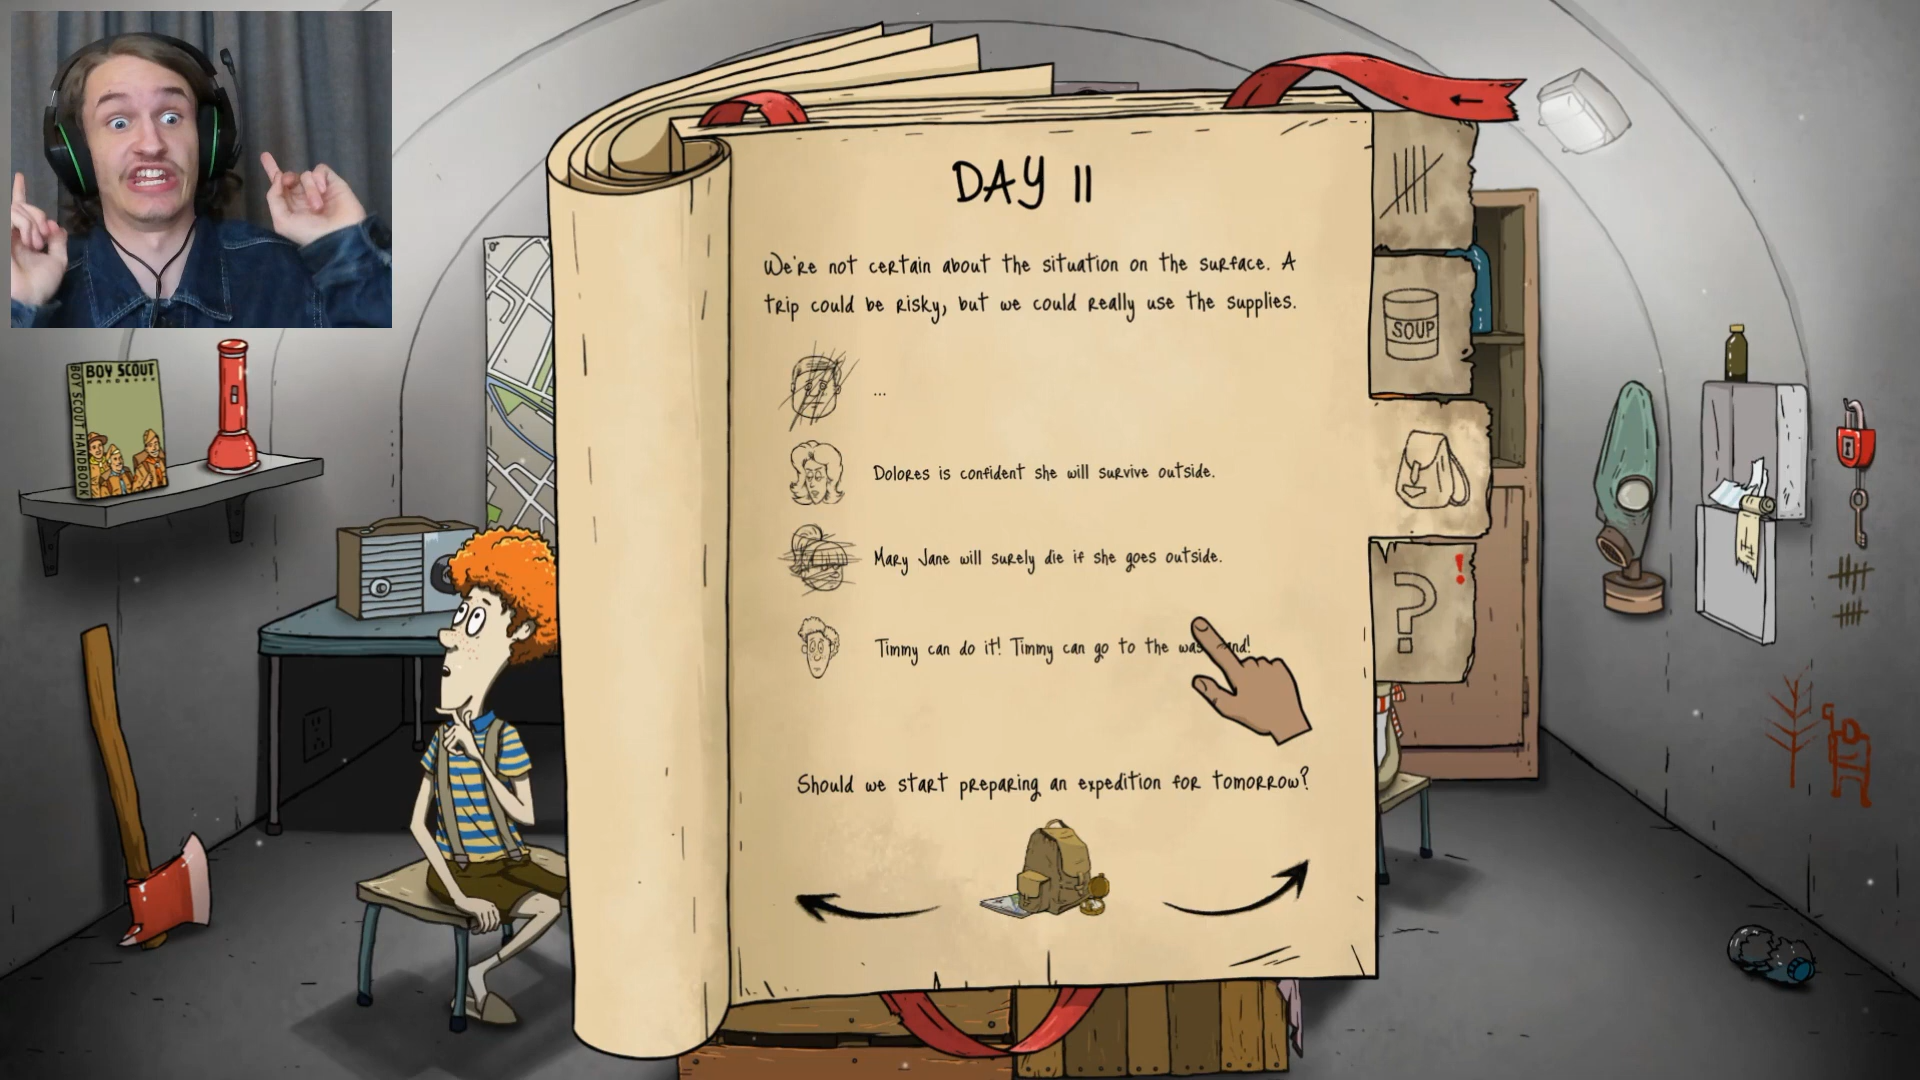 DAY 11
We're not certain about the situation on the surface. A
trip could be risky, but we could really use the supplies.
...
Dolores is confident she will survive outside.
Mary Jane will surely die if she goes outside.
Timmy can do it! Timmy can go to the
Should we start preparing an expedition for tomorrow?
SOUP
?
!
BOY SCOUT
HANDBOOK
BOY SCOUT HANDBOOK